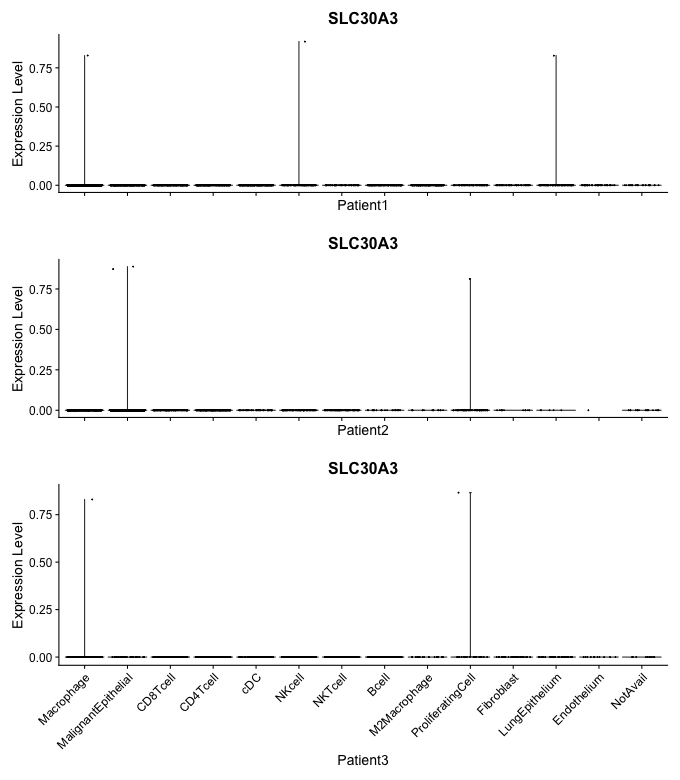 SLC30A3
Expression Level
0.75
0.50
0.25
0.00
Patient1
SLC30A3
Expression Level
0.75
0.50
0.25
0.00
Patient2
SLC30A3
Expression Level
0.75
0.50
0.25
0.00
Macrophage
MalignantEpithelial
CD8Tcell
CD4Tcell
cDC
NKcell
NKTcell
Bcell
M2Macrophage
ProliferatingCell
Fibroblast
LungEpithelium
Endothelium
NotAvail
Patient3